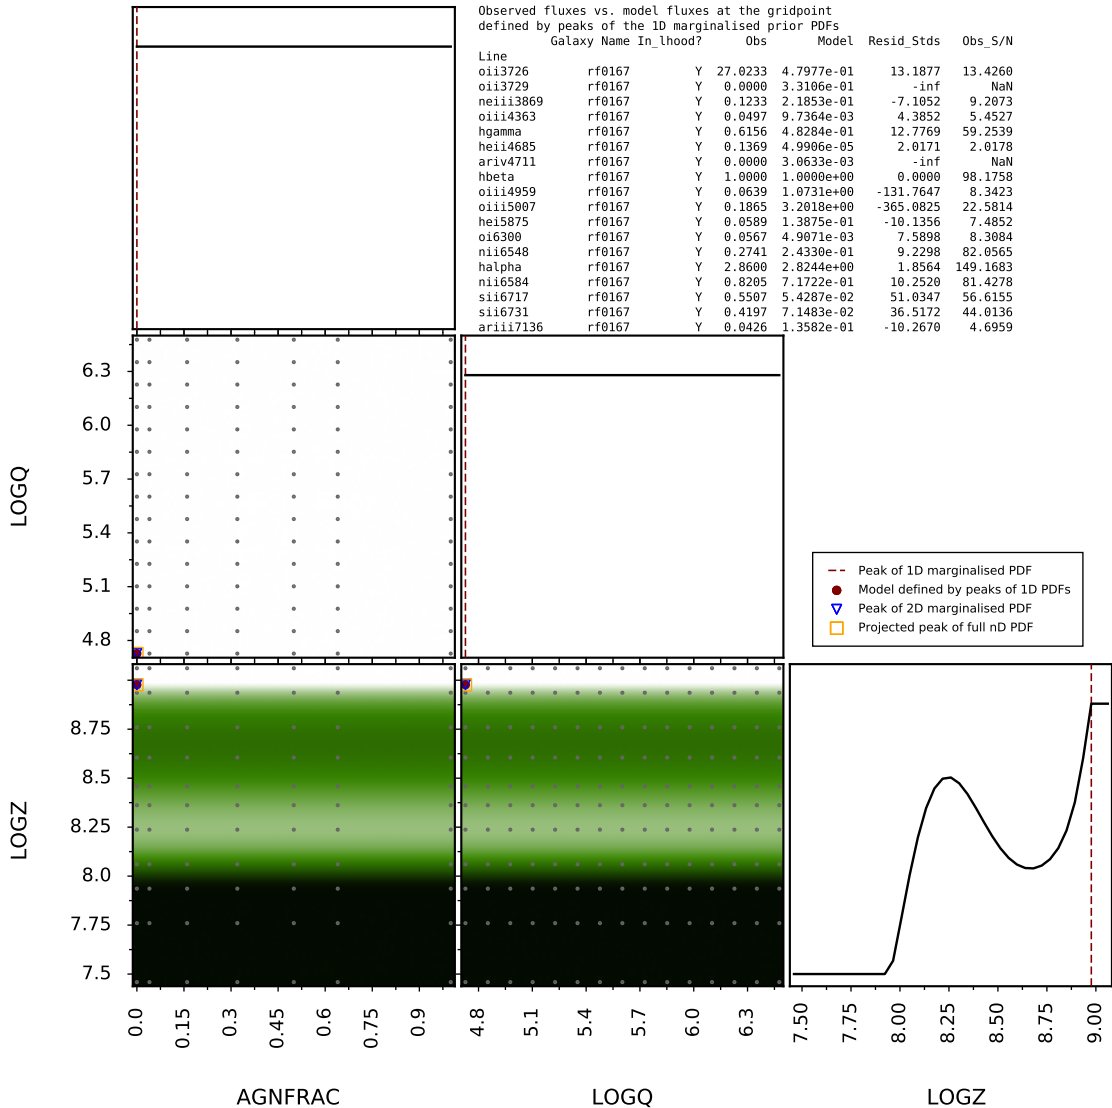 Observed fluxes vs. model fluxes at the gridpoint
defined by peaks of the 1D marginalised prior PDFs
Galaxy Name In_lhood? Obs Model Resid_Stds Obs_S/N
Line
oii3726 rf0167 Y 27.0233 4.7977e-01 13.1877 13.4260
oii3729 rf0167 Y 0.0000 3.3106e-01 -inf NaN
neiii3869 rf0167 Y 0.1233 2.1853e-01 -7.1052 9.2073
oiii4363 rf0167 Y 0.0497 9.7364e-03 4.3852 5.4527
hgamma rf0167 Y 0.6156 4.8284e-01 12.7769 59.2539
heii4685 rf0167 Y 0.1369 4.9906e-05 2.0171 2.0178
ariv4711 rf0167 Y 0.0000 3.0633e-03 -inf NaN
hbeta rf0167 Y 1.0000 1.0000e+00 0.0000 98.1758
oiii4959 rf0167 Y 0.0639 1.0731e+00 -131.7647 8.3423
oiii5007 rf0167 Y 0.1865 3.2018e+00 -365.0825 22.5814
hei5875 rf0167 Y 0.0589 1.3875e-01 -10.1356 7.4852
oi6300 rf0167 Y 0.0567 4.9071e-03 7.5898 8.3084
nii6548 rf0167 Y 0.2741 2.4330e-01 9.2298 82.0565
halpha rf0167 Y 2.8600 2.8244e+00 1.8564 149.1683
nii6584 rf0167 Y 0.8205 7.1722e-01 10.2520 81.4278
sii6717 rf0167 Y 0.5507 5.4287e-02 51.0347 56.6155
sii6731 rf0167 Y 0.4197 7.1483e-02 36.5172 44.0136
ariii7136 rf0167 Y 0.0426 1.3582e-01 -10.2670 4.6959
LOGQ
6.3
6.0
5.7
5.4
5.1
4.8
Peak of 1D marginalised PDF
Model defined by peaks of 1D PDFs
Peak of 2D marginalised PDF
Projected peak of full nD PDF
LOGZ
8.75
8.5
8.25
8.0
7.75
7.5
0.0 0.15 0.3 0.45 0.6 0.75 0.9
4.8 5.1 5.4 5.7 6.0 6.3
7.50 7.75 8.00 8.25 8.50 8.75 9.00
AGNFRAC LOGQ LOGZ